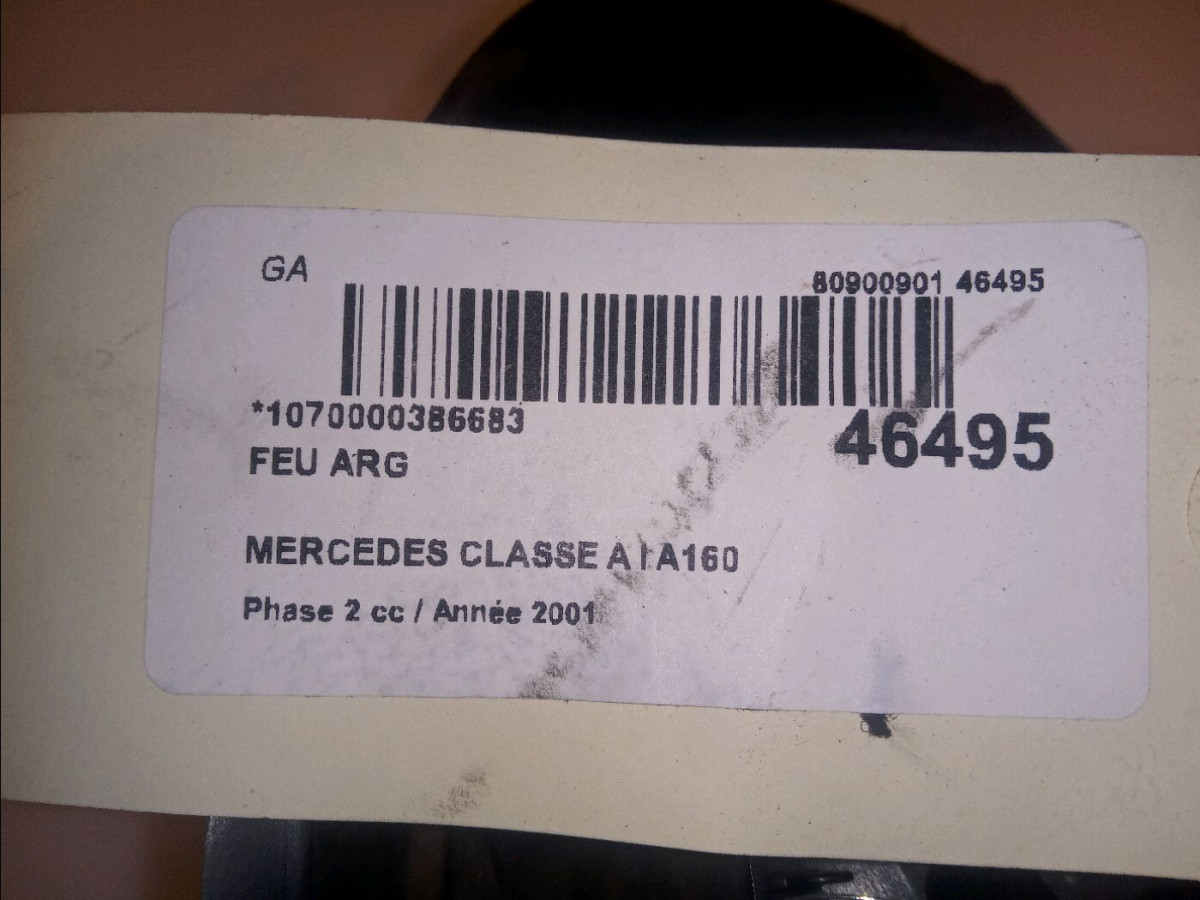 GA
80900901 46495
*1070000386683
46495
FEU ARG
MERCEDES CLASSE A I A160
Phase 2 cc / Année 2001